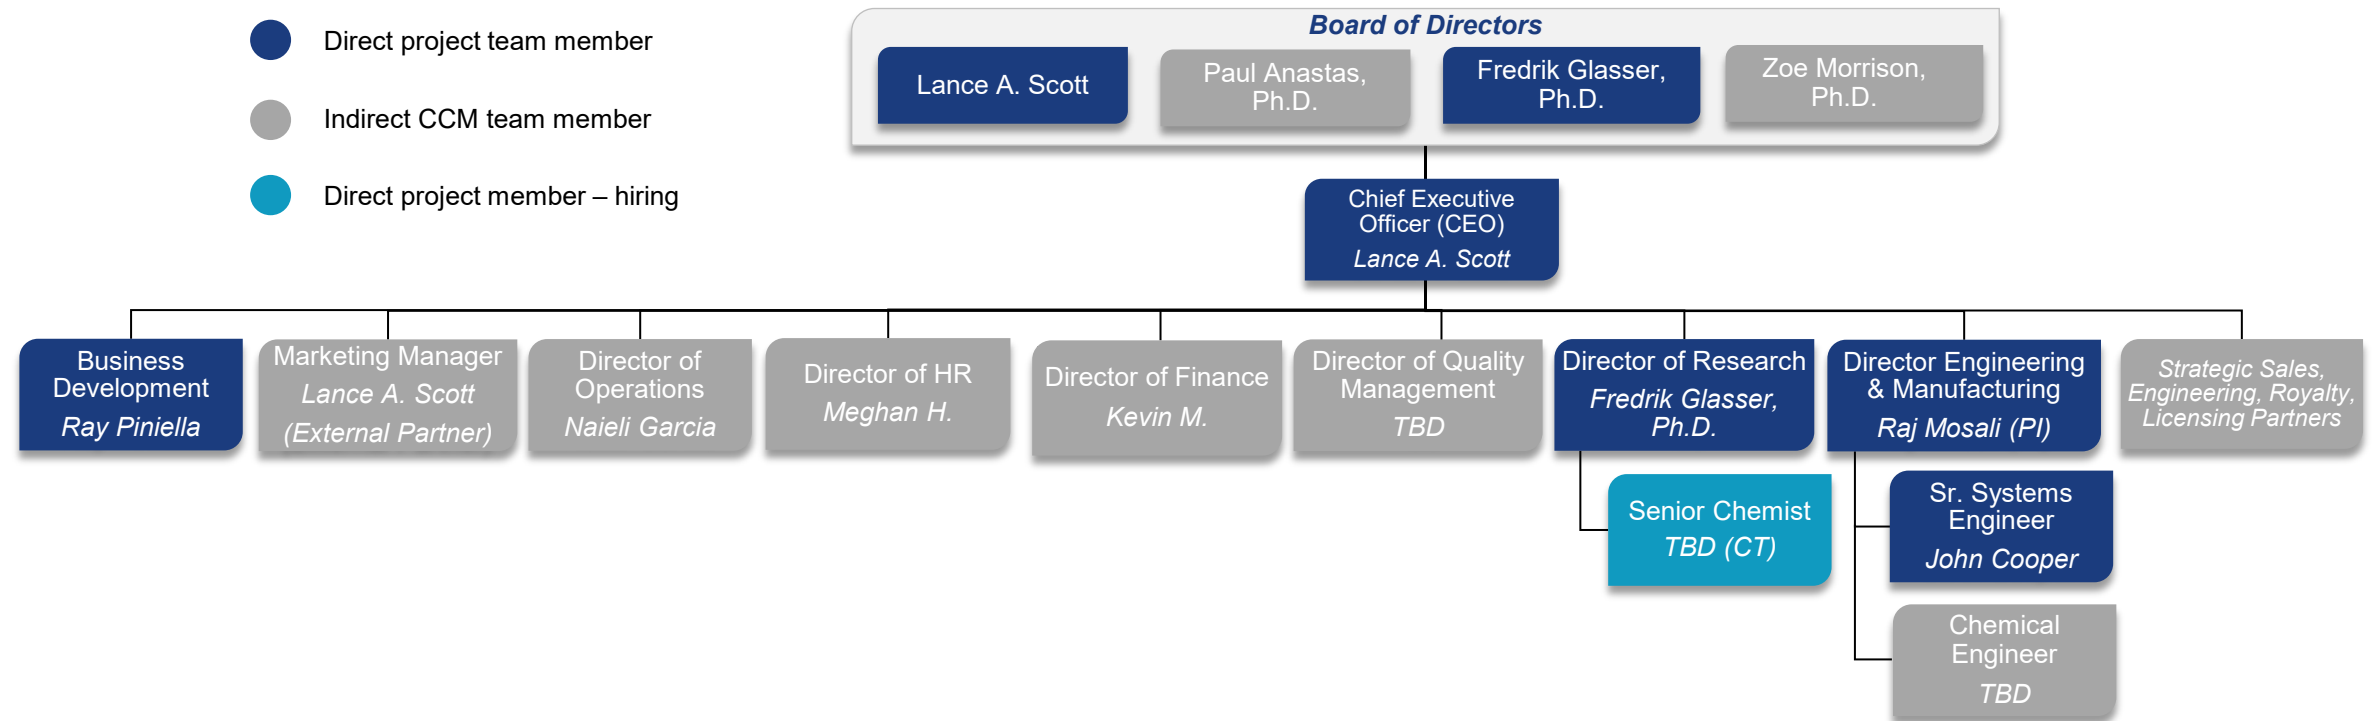 Direct project team member
Indirect CCM team member
Direct project member – hiring
Board of Directors
Lance A. Scott
Paul Anastas,
Ph.D.
Fredrik Glasser,
Ph.D.
Zoe Morrison,
Ph.D.
Chief Executive
Officer (CEO)
Lance A. Scott
Business
Development
Ray Piniella
Marketing Manager
Lance A. Scott
(External Partner)
Director of
Operations
Naieli Garcia
Director of HR
Meghan H.
Director of Finance
Kevin M.
Director of Quality
Management
TBD
Director of Research
Fredrik Glasser,
Ph.D.
Director Engineering
& Manufacturing
Raj Mosali (PI)
Strategic Sales,
Engineering, Royalty,
Licensing Partners
Senior Chemist
TBD (CT)
Sr. Systems
Engineer
John Cooper
Chemical
Engineer
TBD